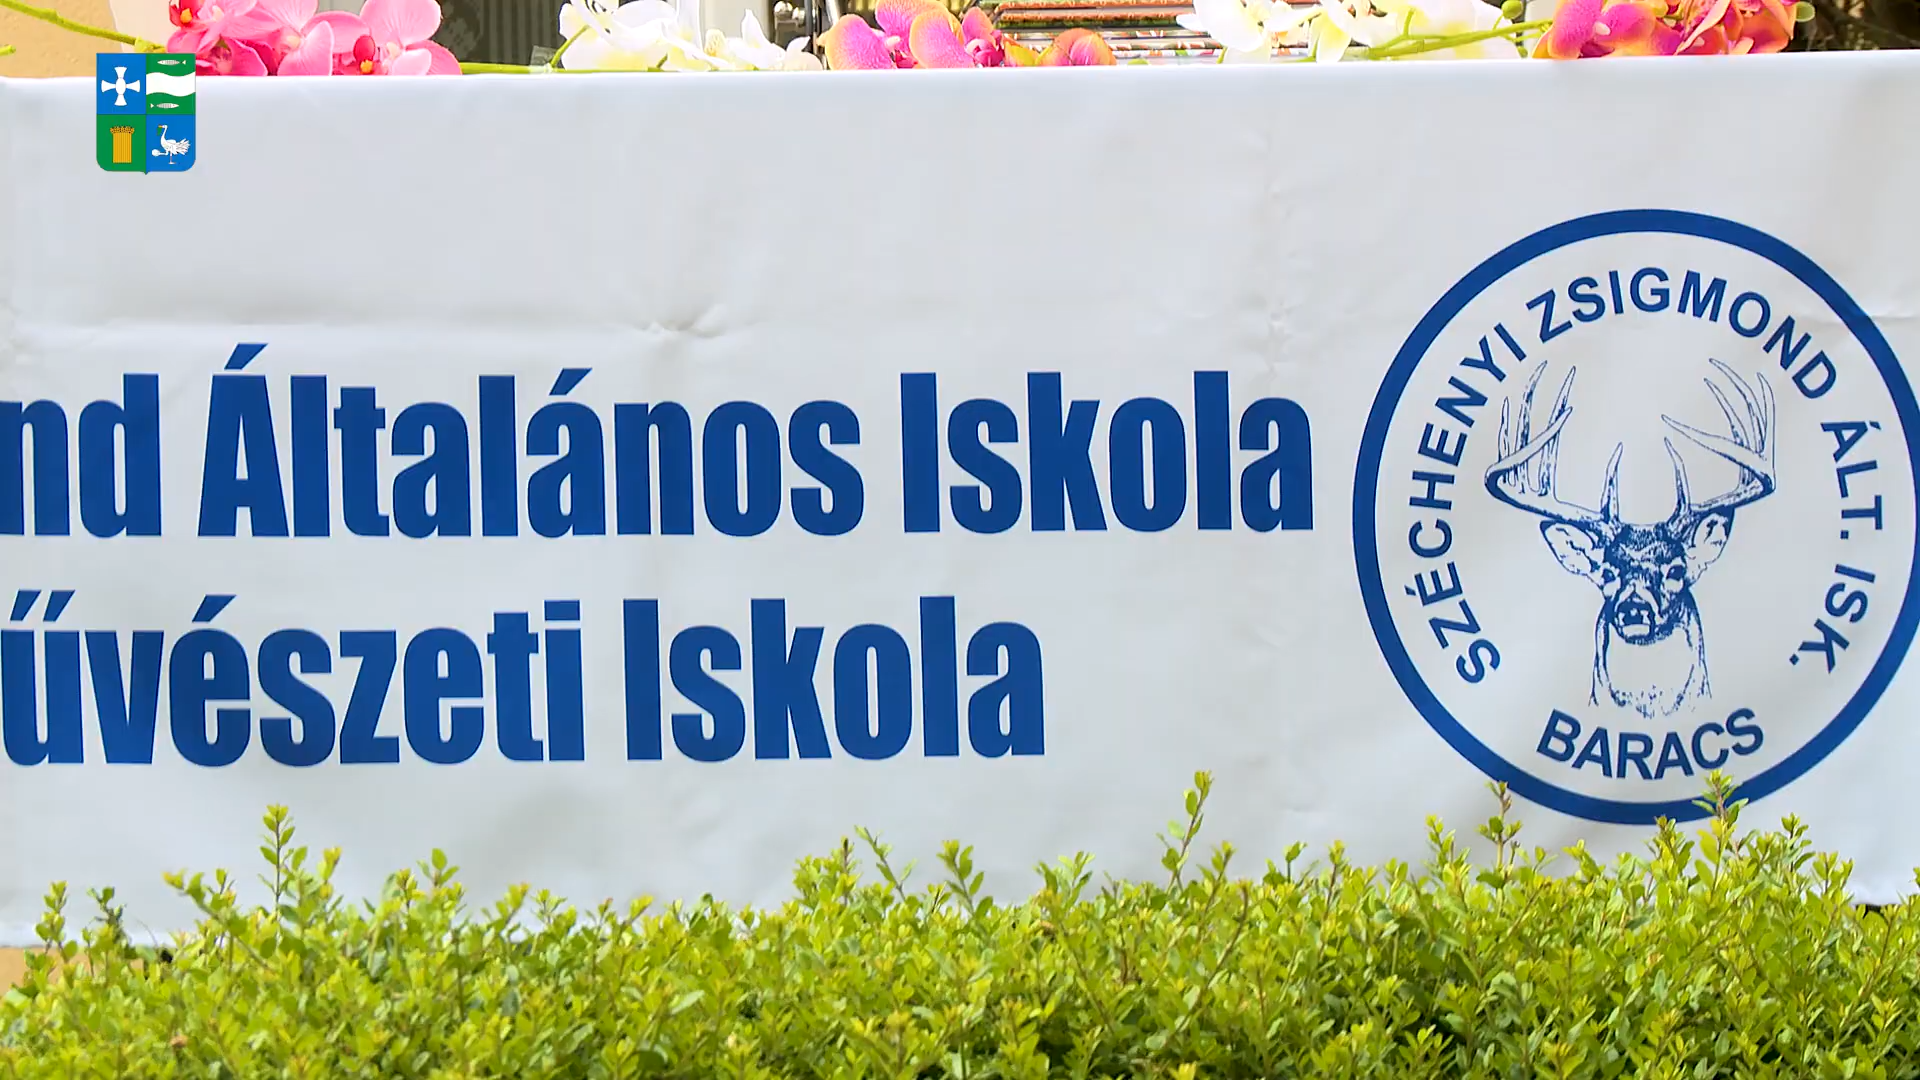 nd Általános Iskola
űvészeti Iskola
SZÉCHENYI ZSIGMOND ÁLT. ISK.
BARACS